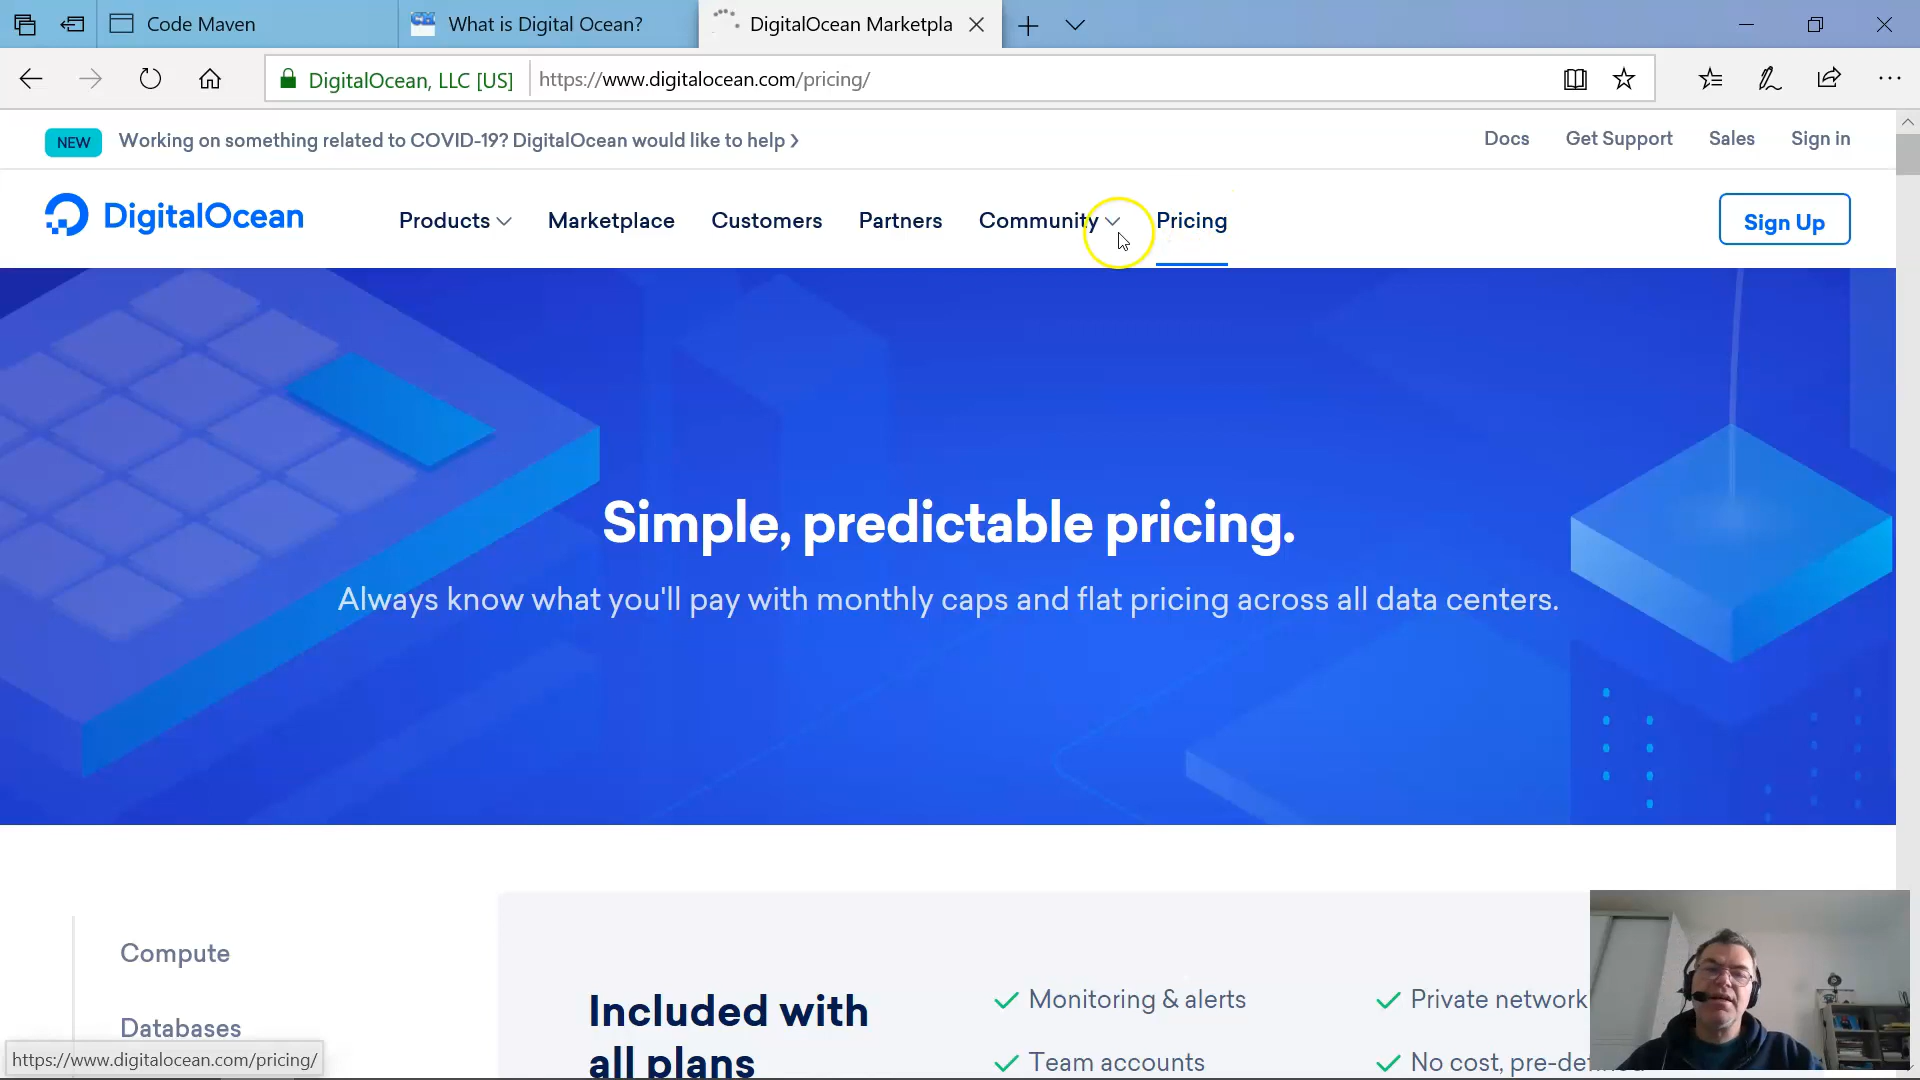 Code Maven
What is Digital Ocean?
DigitalOcean Marketpla
DigitalOcean, LLC [US]
https://www.digitalocean.com/pricing/
NEW
Working on something related to COVID-19? DigitalOcean would like to help
Docs
Get Support
Sales
Sign in
DigitalOcean
Products
Marketplace
Customers
Partners
Community
Pricing
Sign Up
Simple, predictable pricing.
Always know what you'll pay with monthly caps and flat pricing across all data centers.
Compute
Databases
Included with
all plans
Monitoring & alerts
Private network
Team accounts
No cost,
https://www.digitalocean.com/pricing/